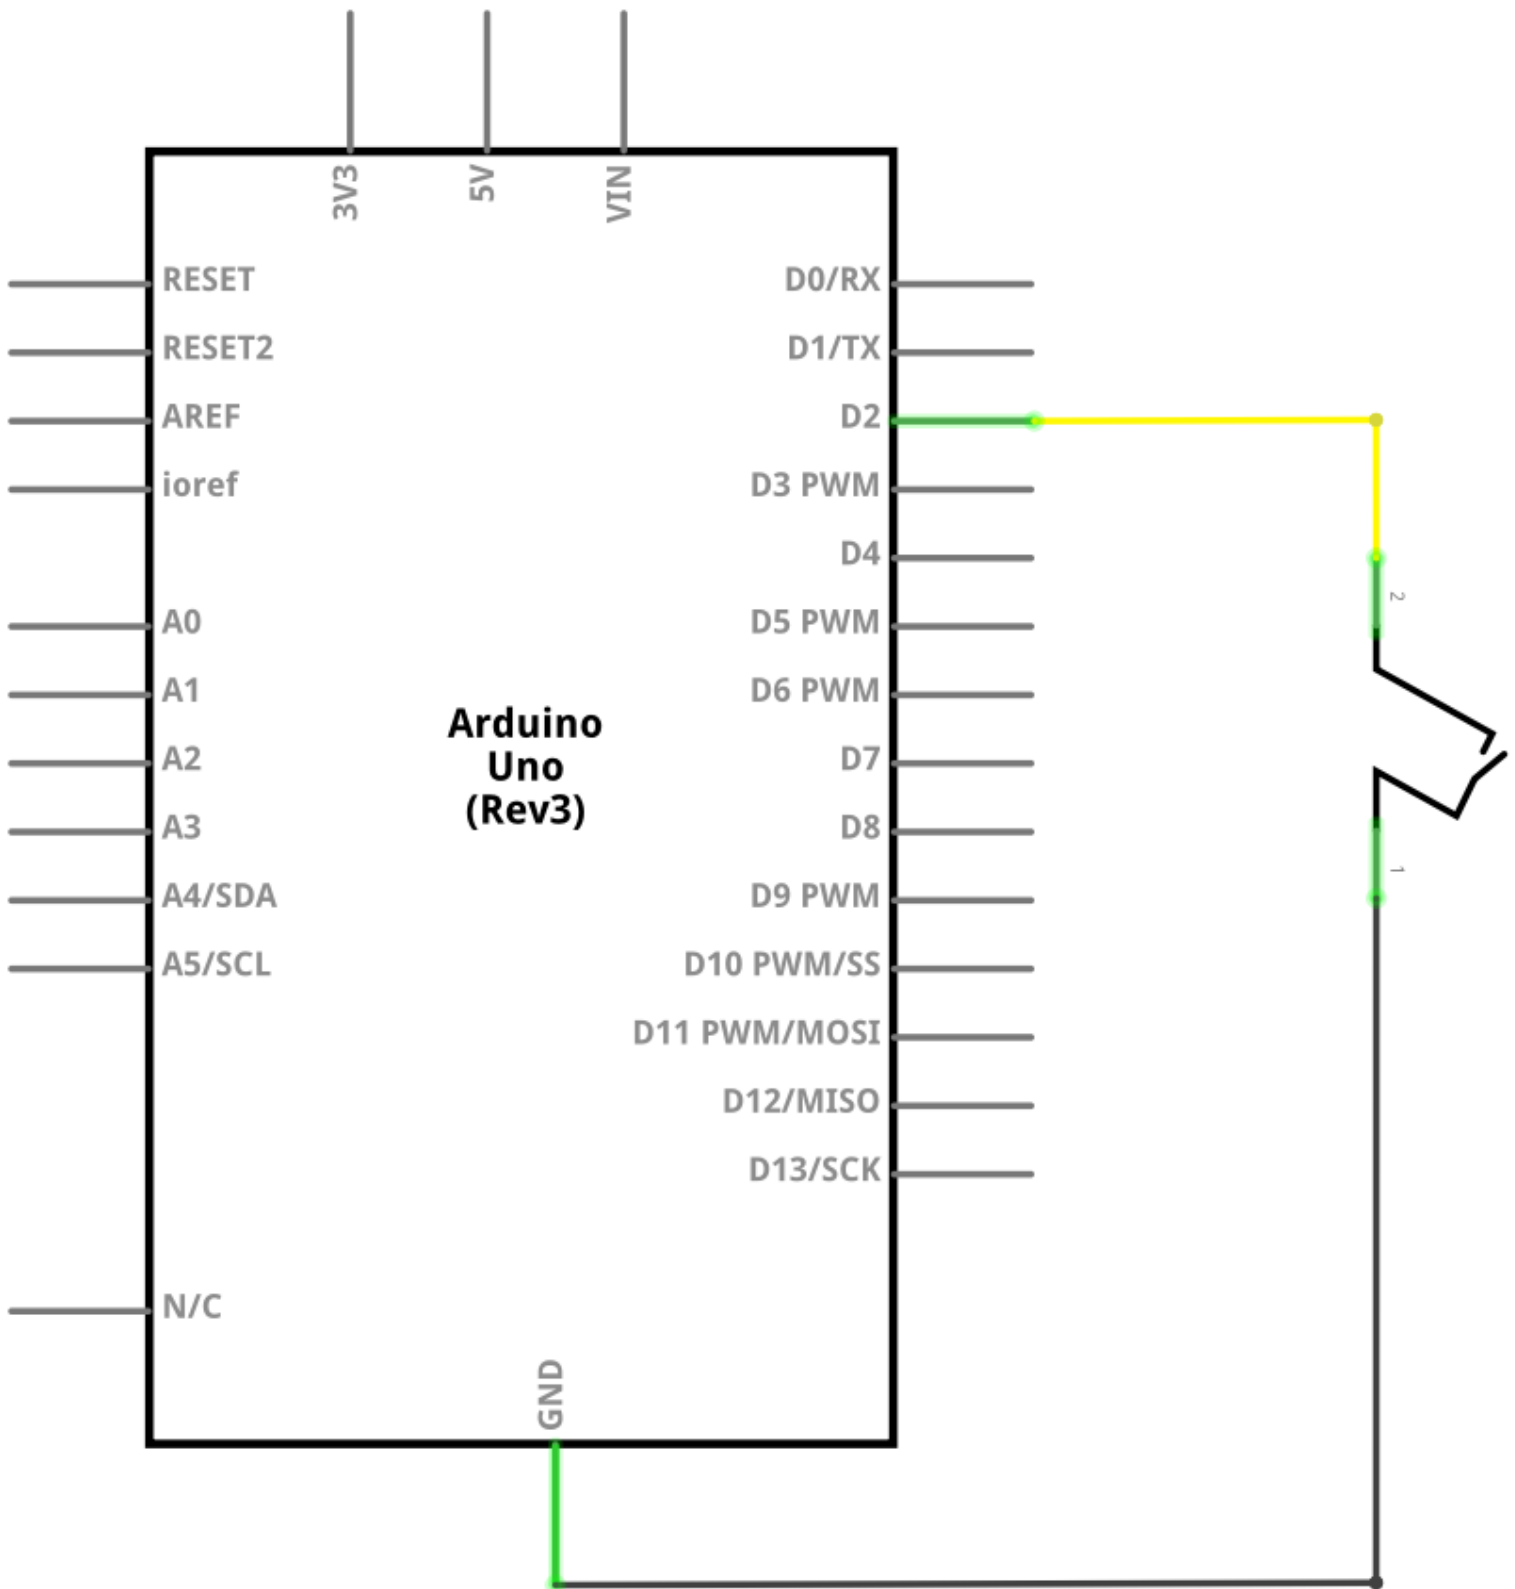 3V3
5V
VIN
RESET
RESET2
AREF
ioref
A0
A1
A2
A3
A4/SDA
A5/SCL
N/C
Arduino
Uno
(Rev3)
D0/RX
D1/TX
D2
D3 PWM
D4
D5 PWM
D6 PWM
D7
D8
D9 PWM
D10 PWM/SS
D11 PWM/MOSI
D12/MISO
D13/SCK
GND
2
1